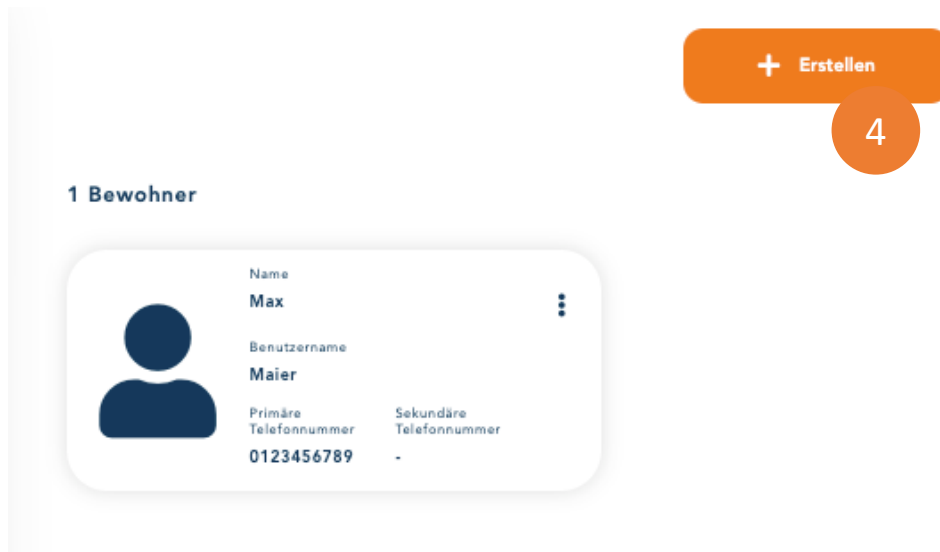 + Erstellen
4
1 Bewohner
Name
Max
Benutzername
Maier
Primäre
Telefonnummer
0123456789
Sekundäre
Telefonnummer
-